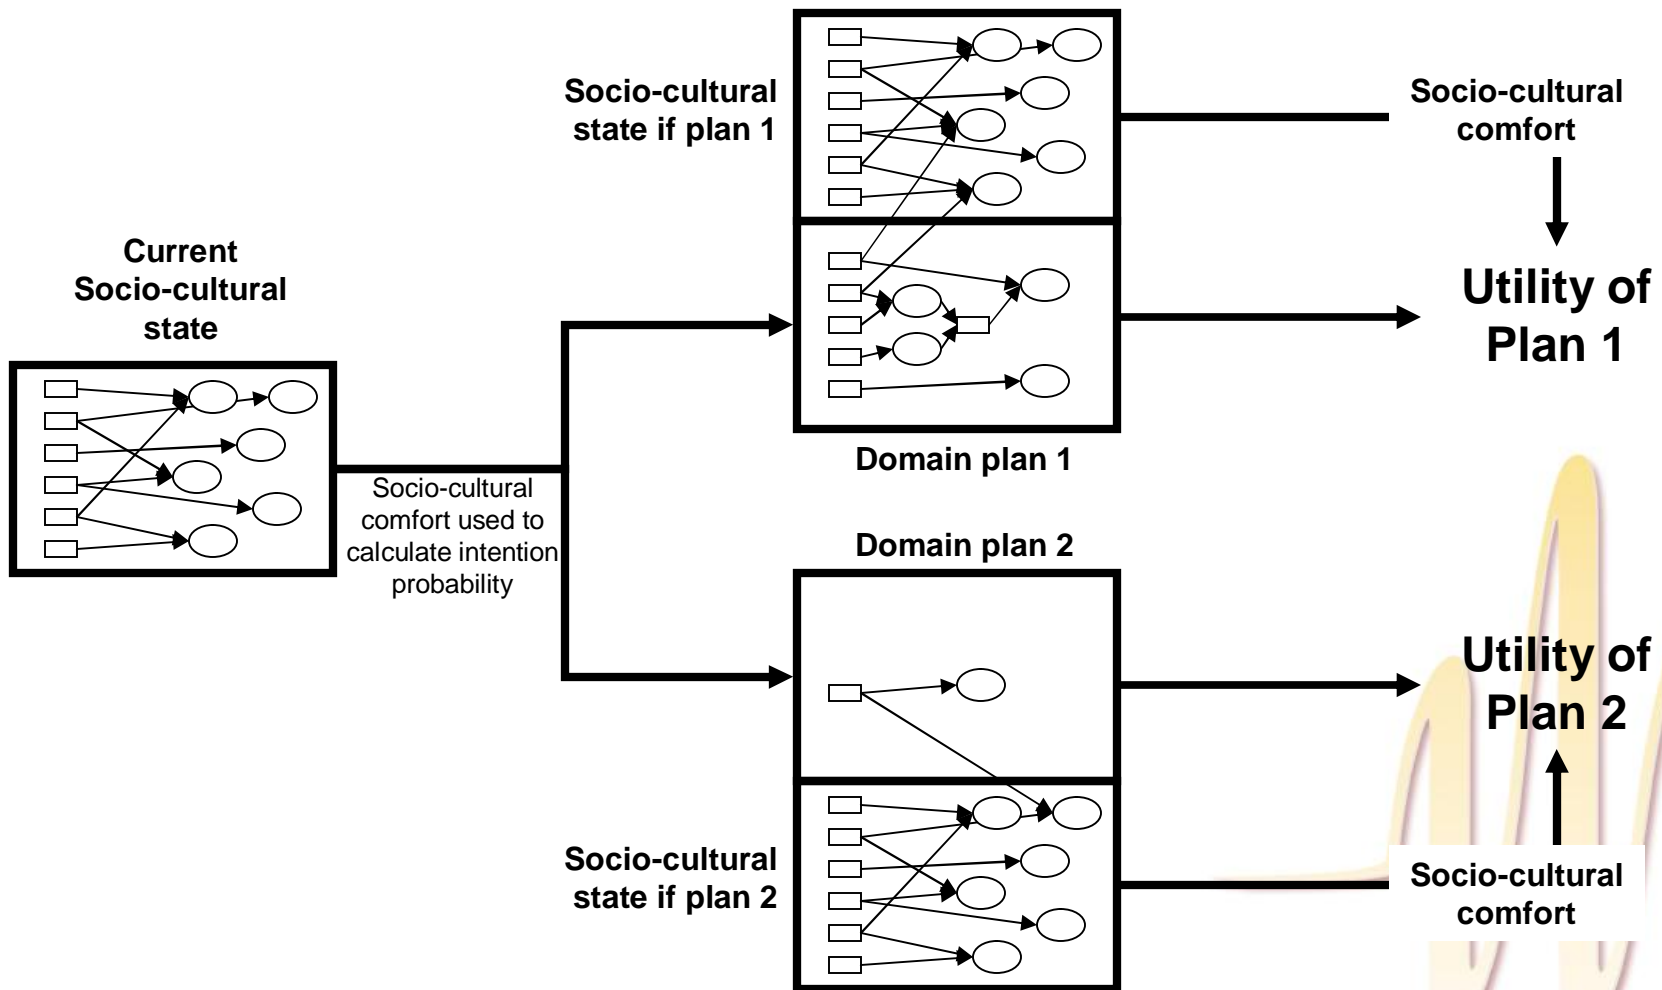 Socio-cultural
state if plan 1
Socio-cultural
comfort
Current
Socio-cultural
state
Utility of
Plan 1
Domain plan 1
Socio-cultural
comfort used to
calculate intention
probability
Domain plan 2
Utility of
Plan 2
Socio-cultural
state if plan 2
Socio-cultural
comfort